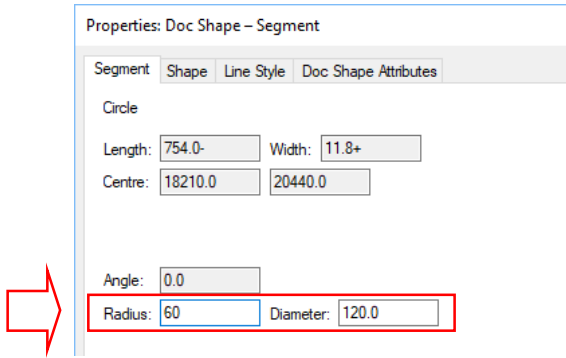 Properties: Doc Shape – Segment
Segment Shape Line Style Doc Shape Attributes
Circle
Length: 754.0- Width: 11.8+
Centre: 18210.0 20440.0
Angle: 0.0
Radius: 60 Diameter: 120.0